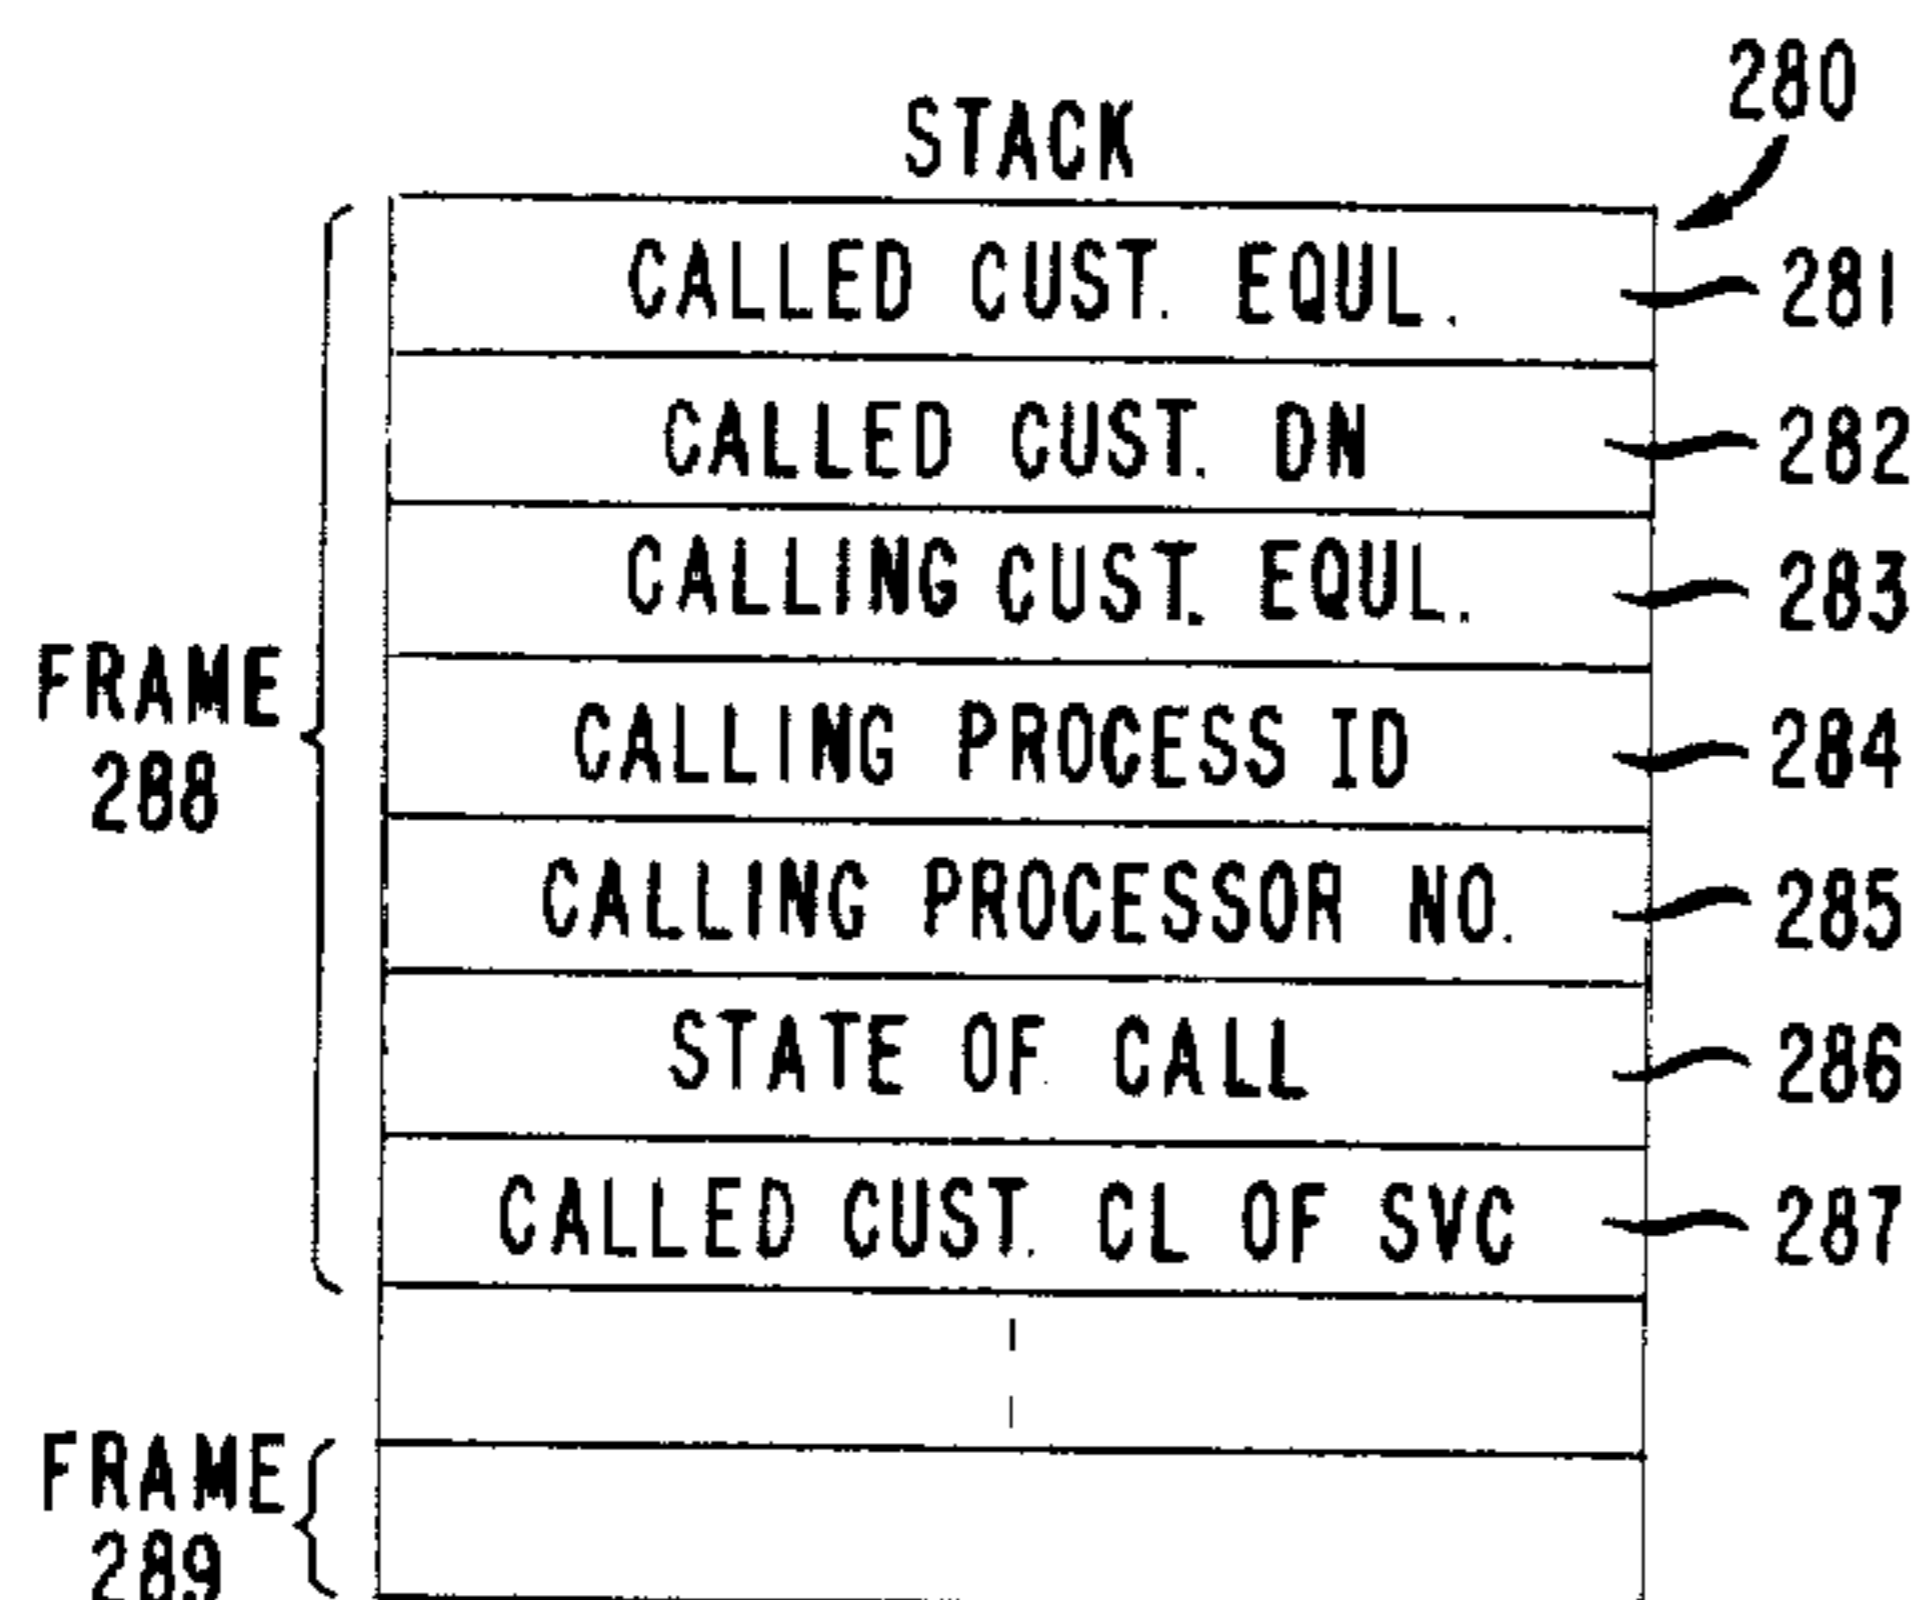 280
STACK
CALLED CUST. EQUL. 281
CALLED CUST. DN 282
CALLING CUST. EQUL. 283
FRAME 288
CALLING PROCESS ID 284
CALLING PROCESSOR NO. 285
STATE OF CALL 286
CALLED CUST. CL OF SVC 287
FRAME 289